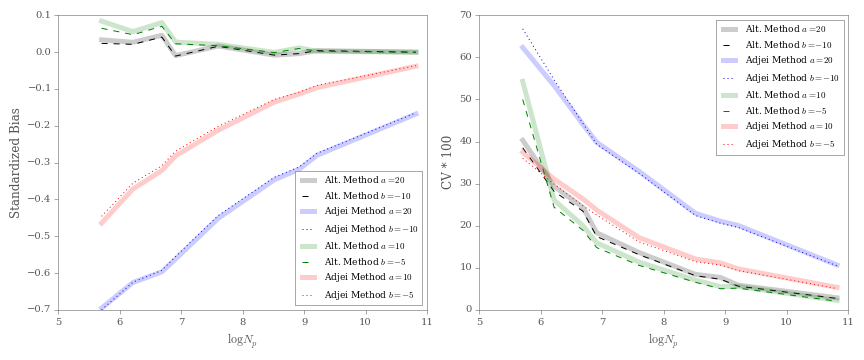 0.1
0.0
−0.1
−0.2
−0.3
−0.4
−0.5
−0.6
−0.7
Standardized Bias
5 6 7 8 9 10 11
log N_p
Alt. Method a=20
Alt. Method b=−10
Adjei Method a=20
Adjei Method b=−10
Alt. Method a=10
Alt. Method b=−5
Adjei Method a=10
Adjei Method b=−5
70
60
50
40
30
20
10
0
CV * 100
5 6 7 8 9 10 11
log N_p
Alt. Method a=20
Alt. Method b=−10
Adjei Method a=20
Adjei Method b=−10
Alt. Method a=10
Alt. Method b=−5
Adjei Method a=10
Adjei Method b=−5